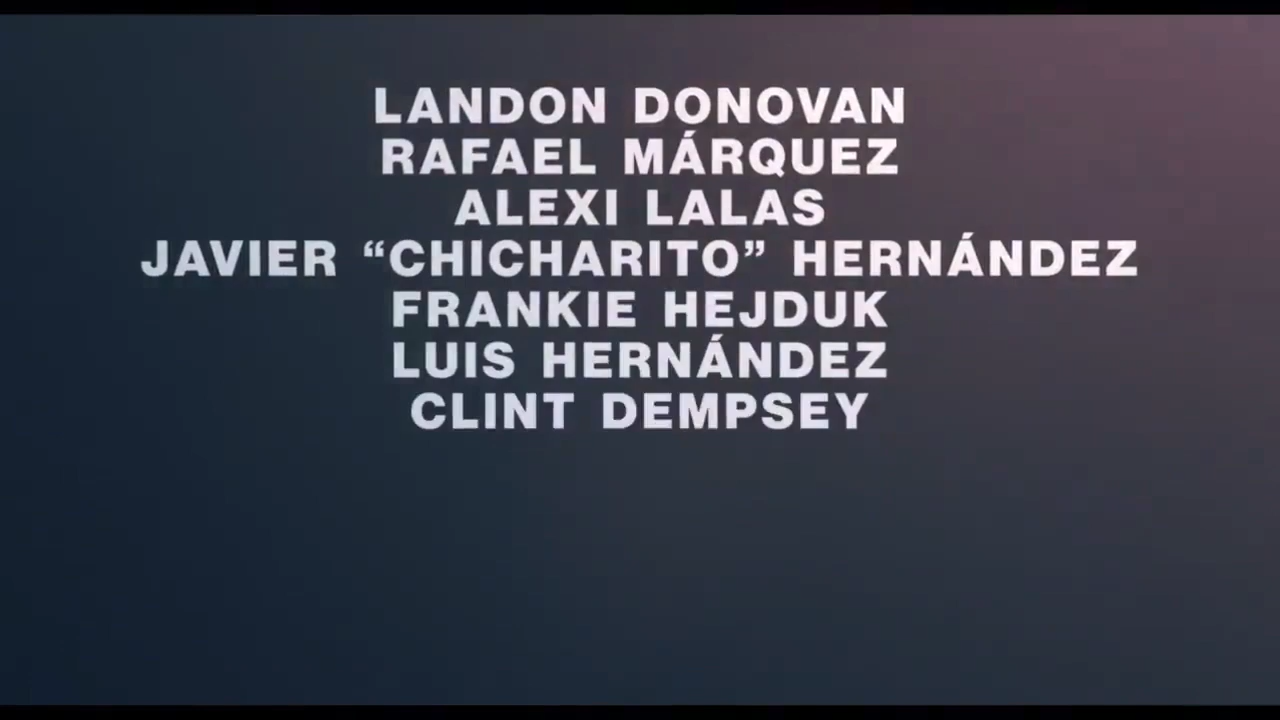 LANDON DONOVAN
RAFAEL MÁRQUEZ
ALEXI LALAS
JAVIER “CHICHARITO” HERNÁNDEZ
FRANKIE HEJDUK
LUIS HERNÁNDEZ
CLINT DEMPSEY